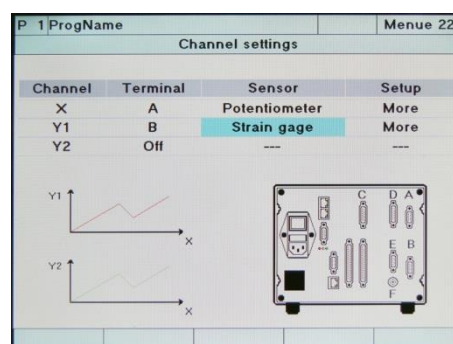 P 1 ProgName Menue 22
Channel settings
Channel Terminal Sensor Setup
X A Potentiometer More
Y1 B Strain gage More
Y2 Off --- ---
Y1
X
Y2
X
C D A
E B
F